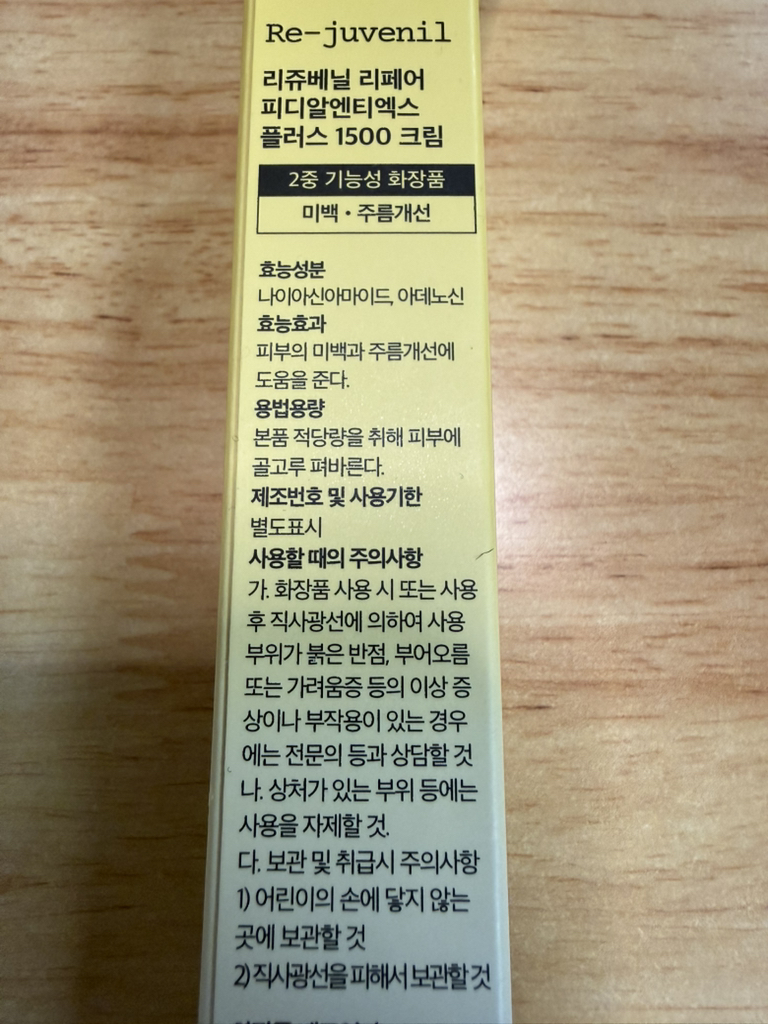 Re-juvenil
리쥬베닐 리페어
피디알엔티엑스
플러스 1500 크림
2중 기능성 화장품
미백 • 주름개선
효능성분
나이아신아마이드, 아데노신
효능효과
피부의 미백과 주름개선에
도움을 준다.
용법용량
본품 적당량을 취해 피부에
골고루 펴바른다.
제조번호 및 사용기한
별도표시
사용할 때의 주의사항
가. 화장품 사용 시 또는 사용
후 직사광선에 의하여 사용
부위가 붉은 반점, 부어오름
또는 가려움증 등의 이상 증
상이나 부작용이 있는 경우
에는 전문의 등과 상담할 것
나. 상처가 있는 부위 등에는
사용을 자제할 것.
다. 보관 및 취급시 주의사항
1) 어린이의 손에 닿지 않는
곳에 보관할 것
2) 직사광선을 피해서 보관할 것